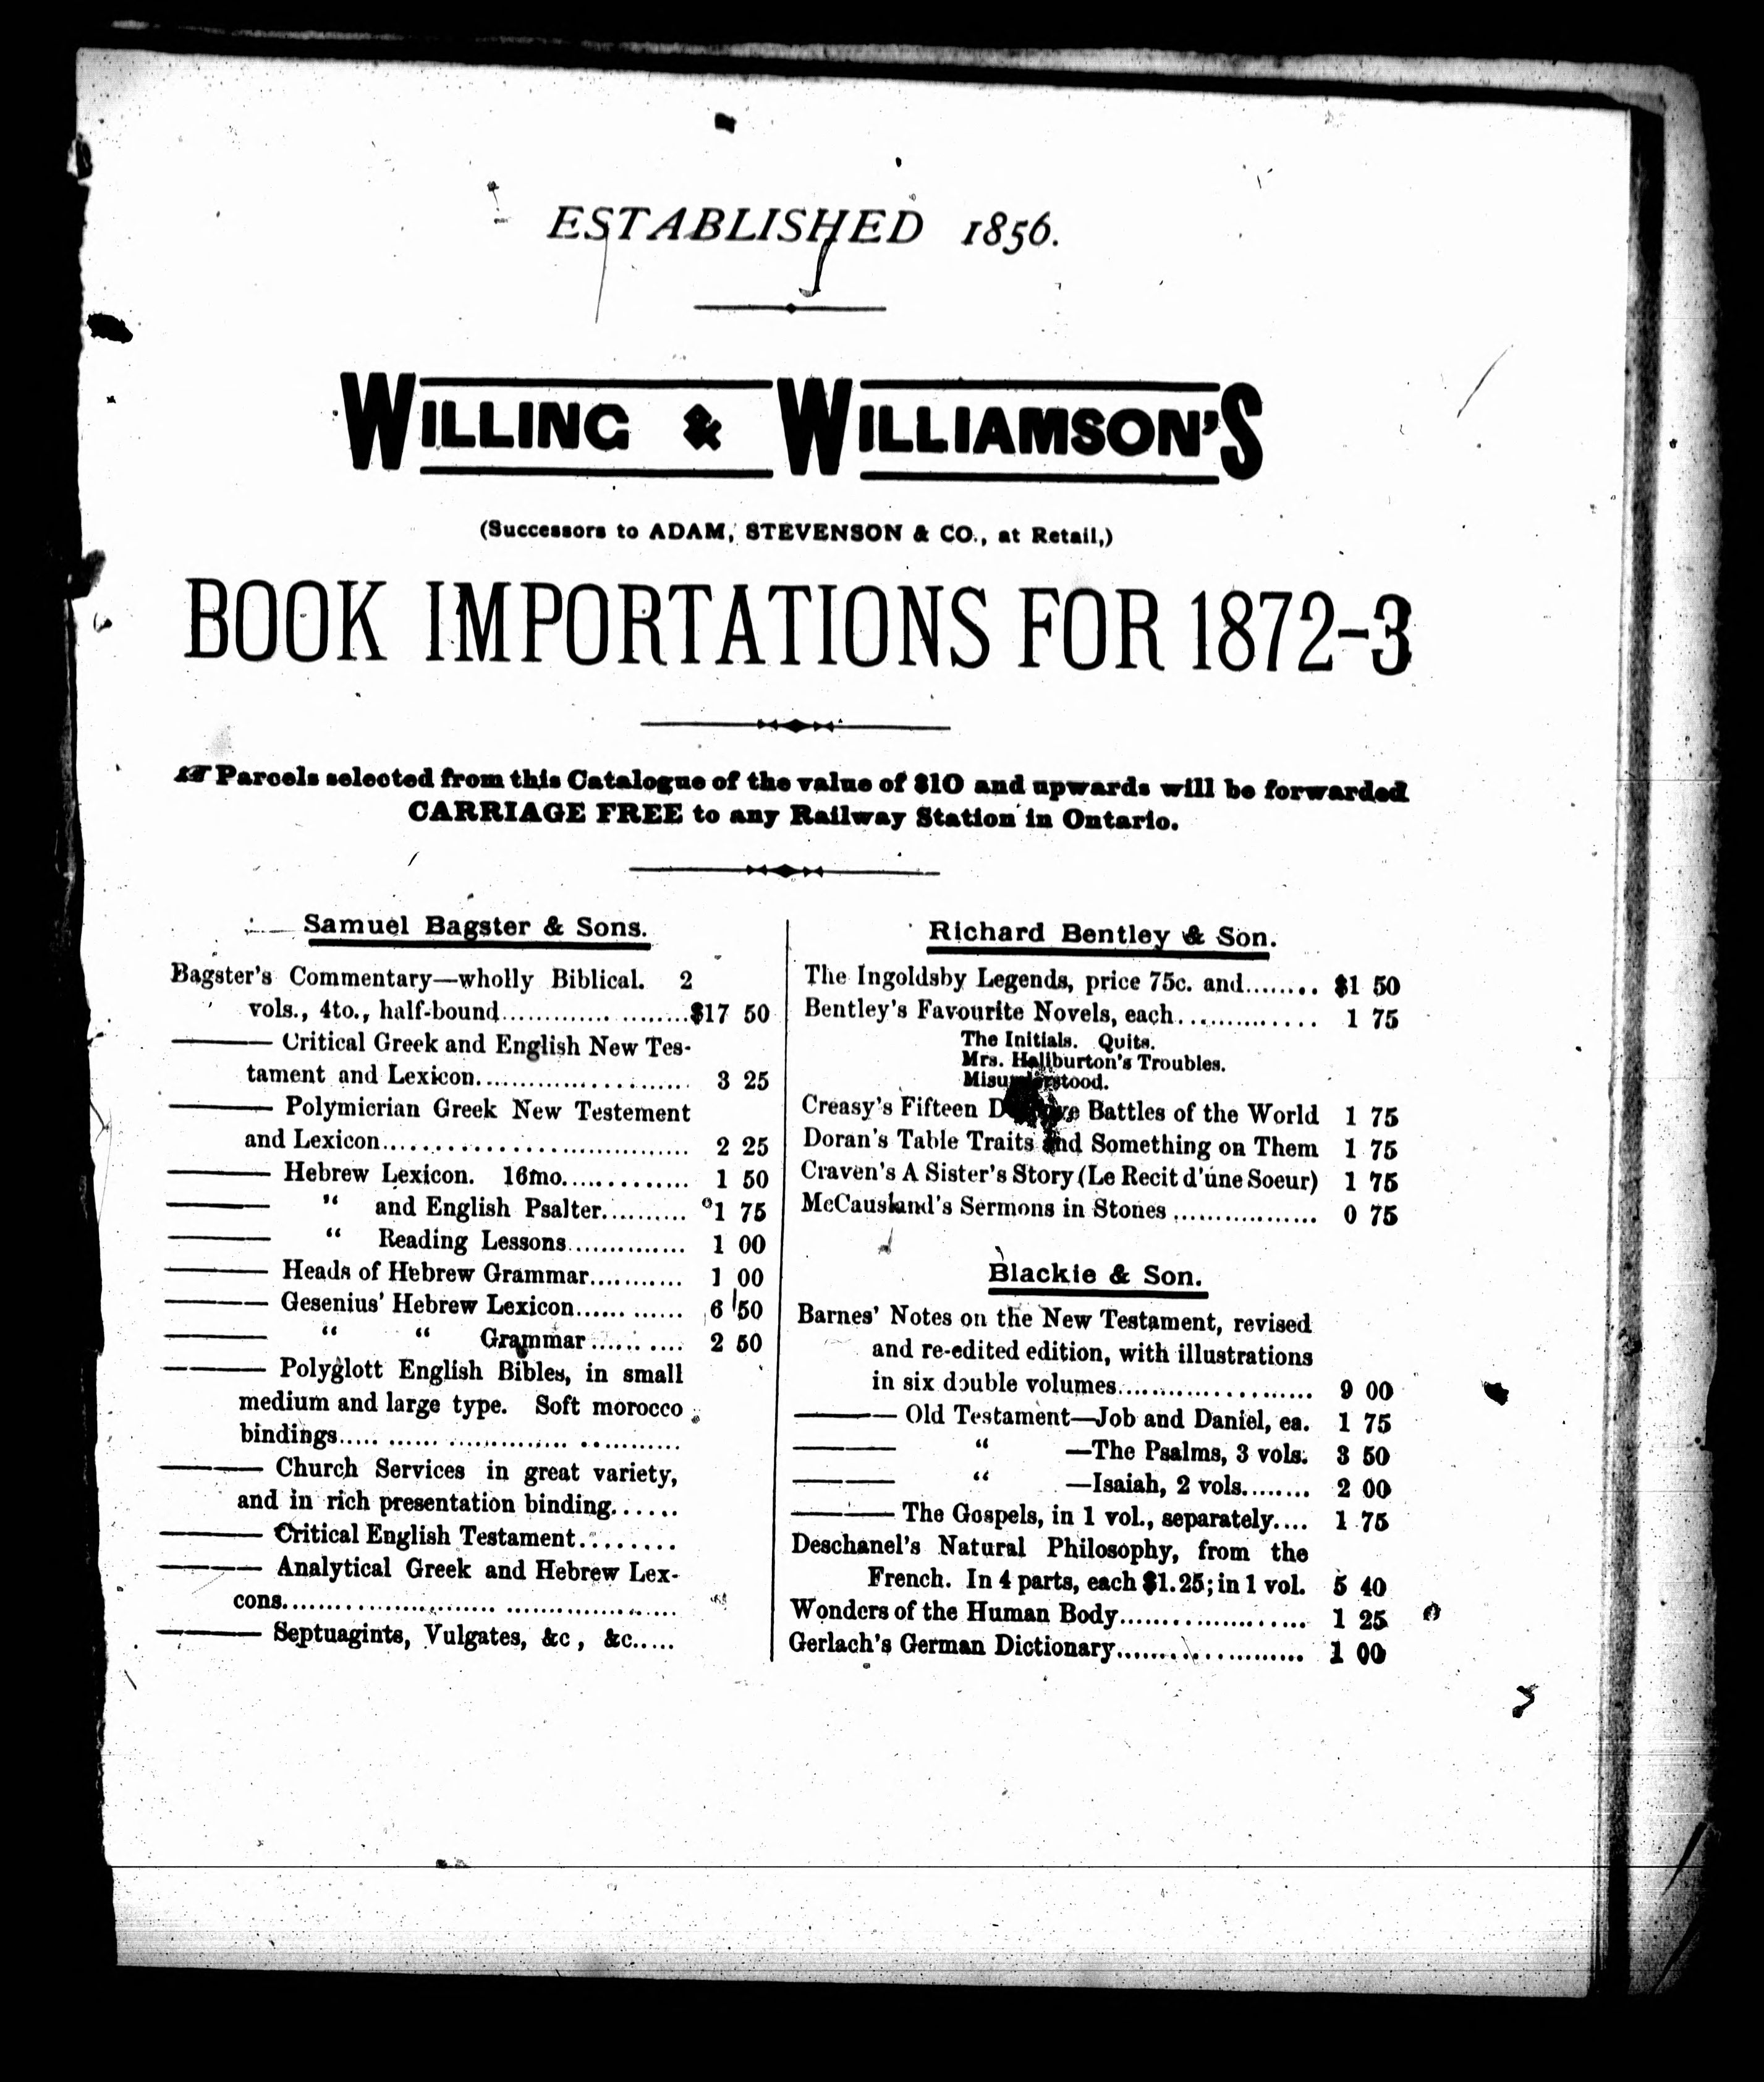 ESTABLISHED 1856.
WILLING & WILLIAMSON'S
(Successors to ADAM, STEVENSON & CO., at Retail,)
BOOK IMPORTATIONS FOR 1872-3
☞ Parcels selected from this Catalogue of the value of $10 and upwards will be forwarded
CARRIAGE FREE to any Railway Station in Ontario.
Samuel Bagster & Sons.
Bagster's Commentary—wholly Biblical. 2
vols., 4to., half-bound.....................$17 50
——— Critical Greek and English New Tes-
tament and Lexicon........................ 3 25
——— Polymicrian Greek New Testement
and Lexicon.................................. 2 25
——— Hebrew Lexicon. 16mo.............. 1 50
——— “ and English Psalter.......... 1 75
——— “ Reading Lessons.............. 1 00
——— Heads of Hebrew Grammar........... 1 00
——— Gesenius' Hebrew Lexicon............ 6 50
——— “ “ Grammar.......... 2 50
——— Polyglott English Bibles, in small
medium and large type. Soft morocco
bindings.....................................
——— Church Services in great variety,
and in rich presentation binding......
——— Critical English Testament.........
——— Analytical Greek and Hebrew Lex-
cons............................................
——— Septuagints, Vulgates, &c , &c.....
Richard Bentley & Son.
The Ingoldsby Legends, price 75c. and........ $1 50
Bentley's Favourite Novels, each.............. 1 75
The Initials. Quits.
Mrs. Haliburton's Troubles.
Misunderstood.
Creasy's Fifteen Battles of the World 1 75
Doran's Table Traits and Something on Them 1 75
Craven's A Sister's Story (Le Recit d'úne Soeur) 1 75
McCausland's Sermons in Stones ................. 0 75
Blackie & Son.
Barnes' Notes on the New Testament, revised
and re-edited edition, with illustrations
in six double volumes....................... 9 00
——— Old Testament—Job and Daniel, ea. 1 75
——— “ —The Psalms, 3 vols. 3 50
——— “ —Isaiah, 2 vols........ 2 00
——— The Gospels, in 1 vol., separately.... 1 75
Deschanel's Natural Philosophy, from the
French. In 4 parts, each $1.25; in 1 vol. 5 40
Wonders of the Human Body..................... 1 25
Gerlach's German Dictionary...................... 1 00